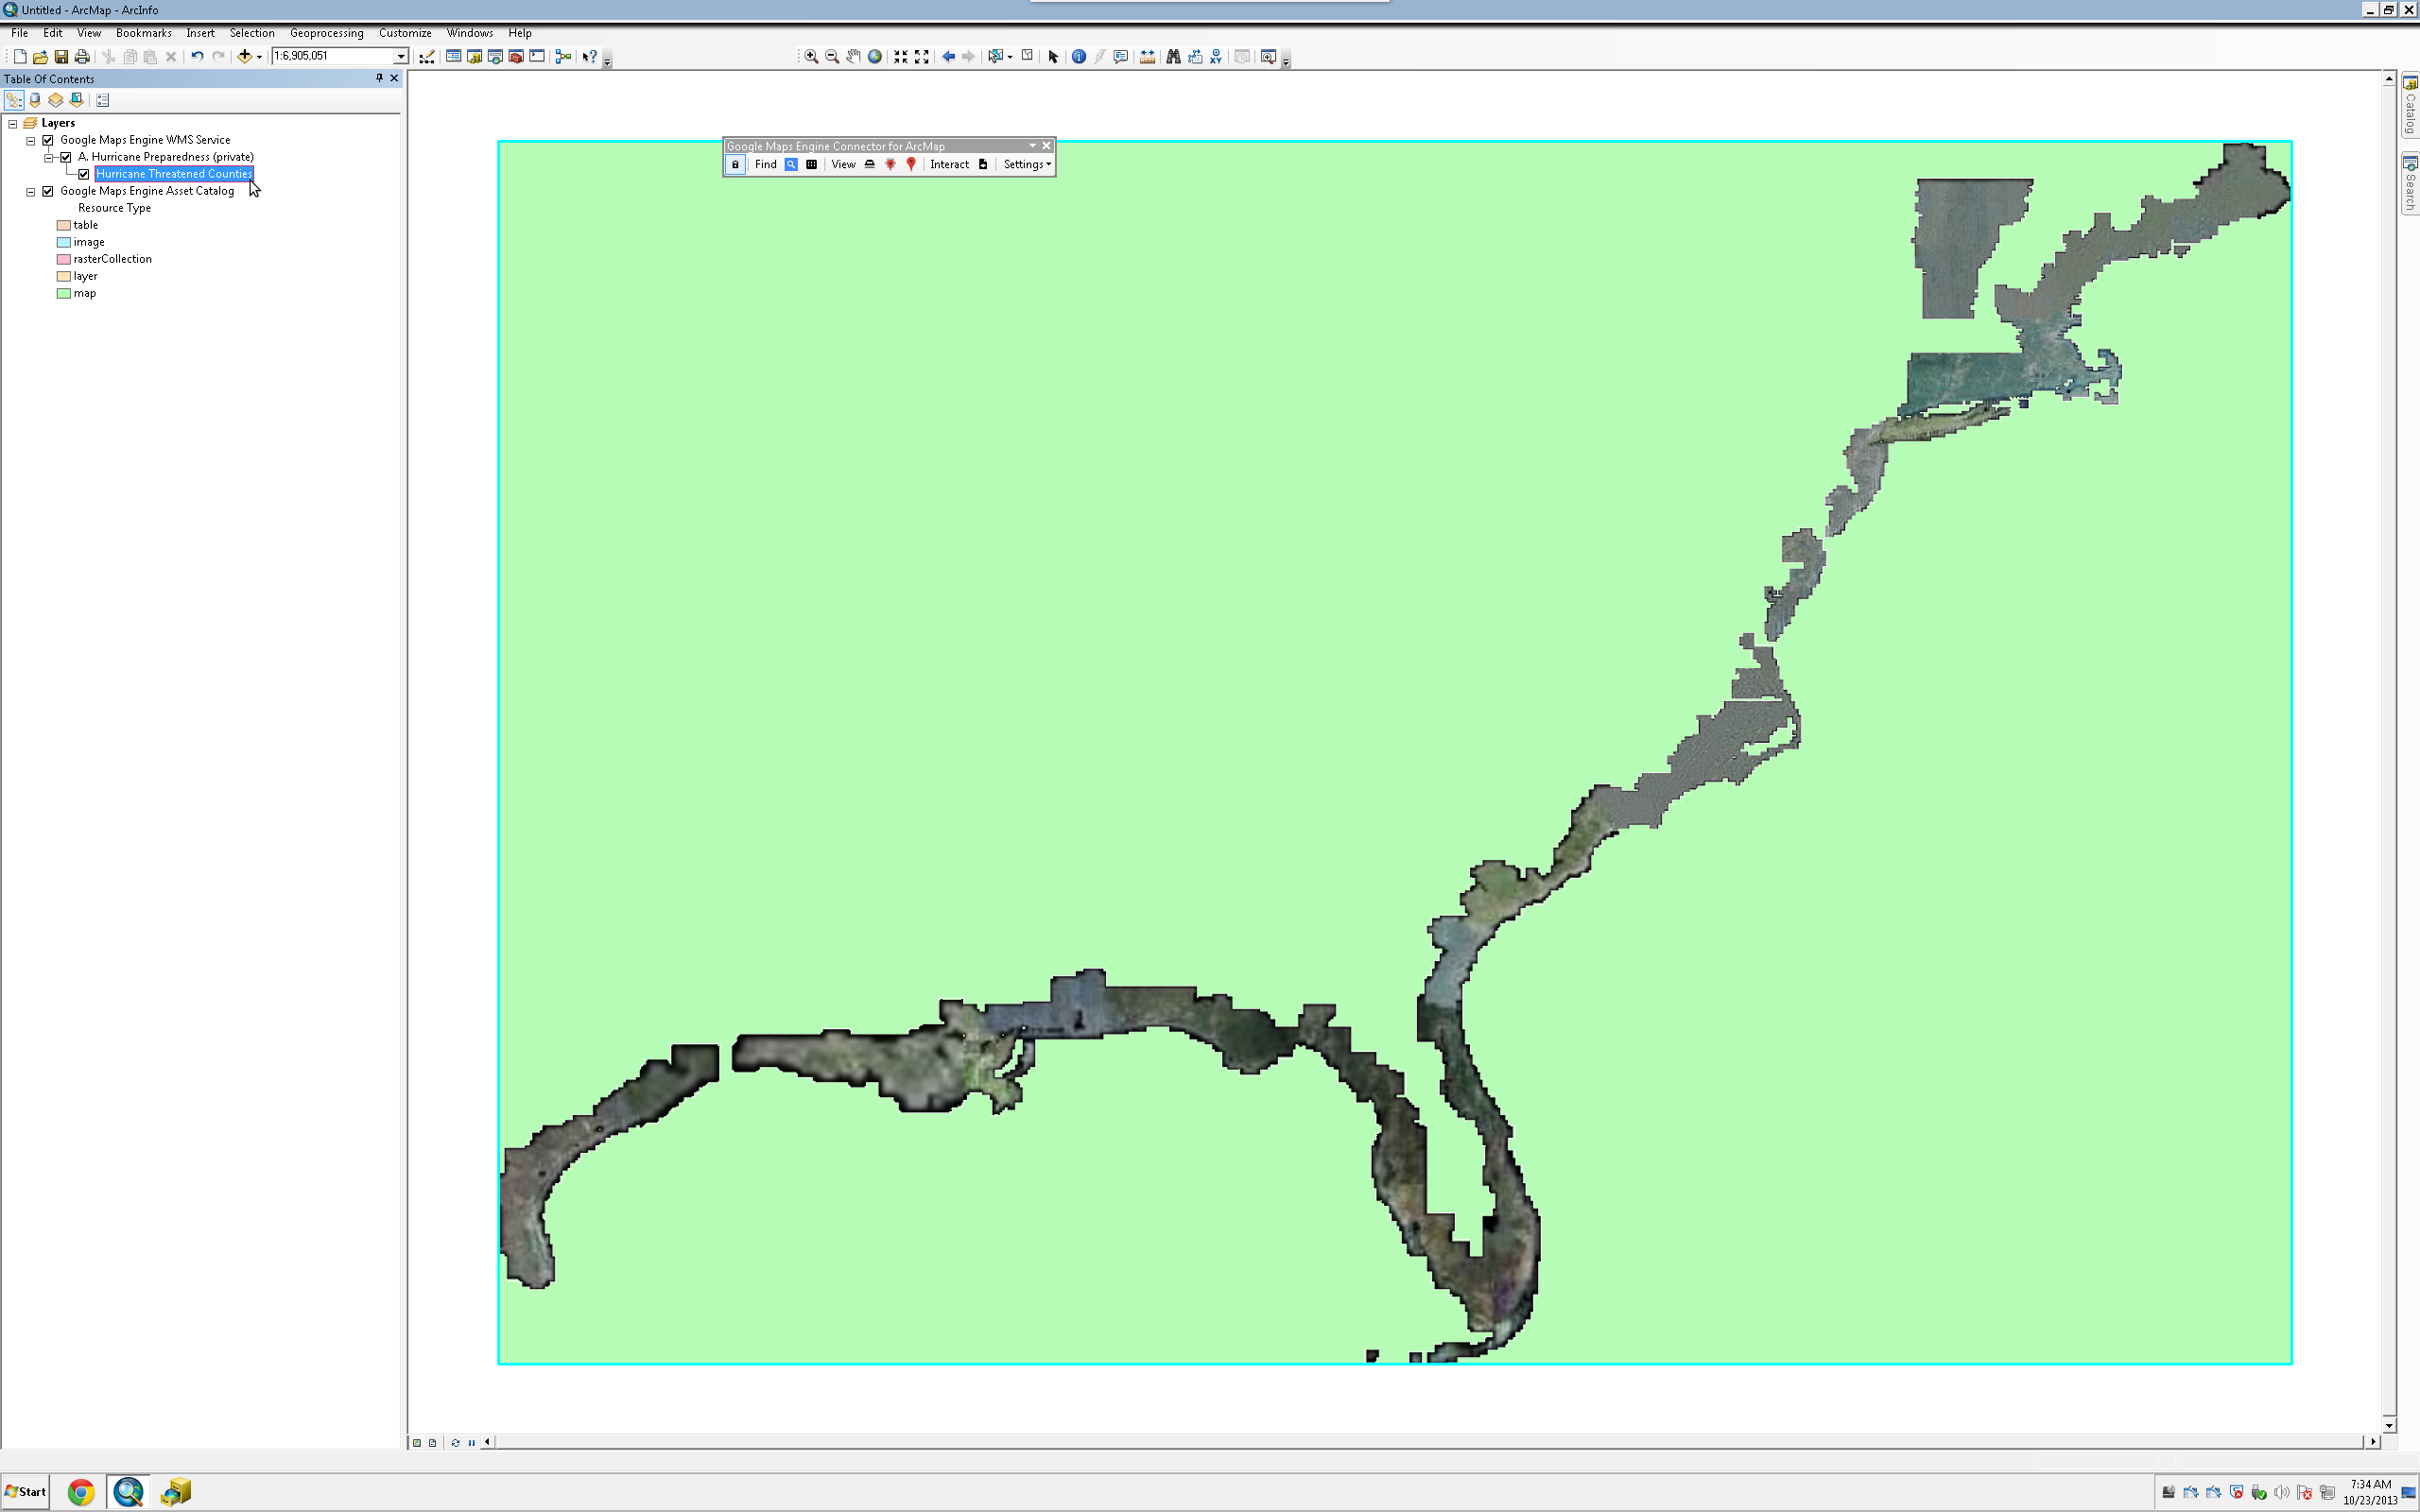 Untitled - ArcMap - ArcInfo
File Edit View Bookmarks Insert Selection Geoprocessing Customize Windows Help
1:6,905,051
Table Of Contents
Layers
Google Maps Engine WMS Service
A. Hurricane Preparedness (private)
Hurricane Threatened Counties
Google Maps Engine Asset Catalog
Resource Type
table
image
rasterCollection
layer
map
Google Maps Engine Connector for ArcMap
Find View Interact Settings
Catalog
Search
Start
7:34 AM
10/23/2013